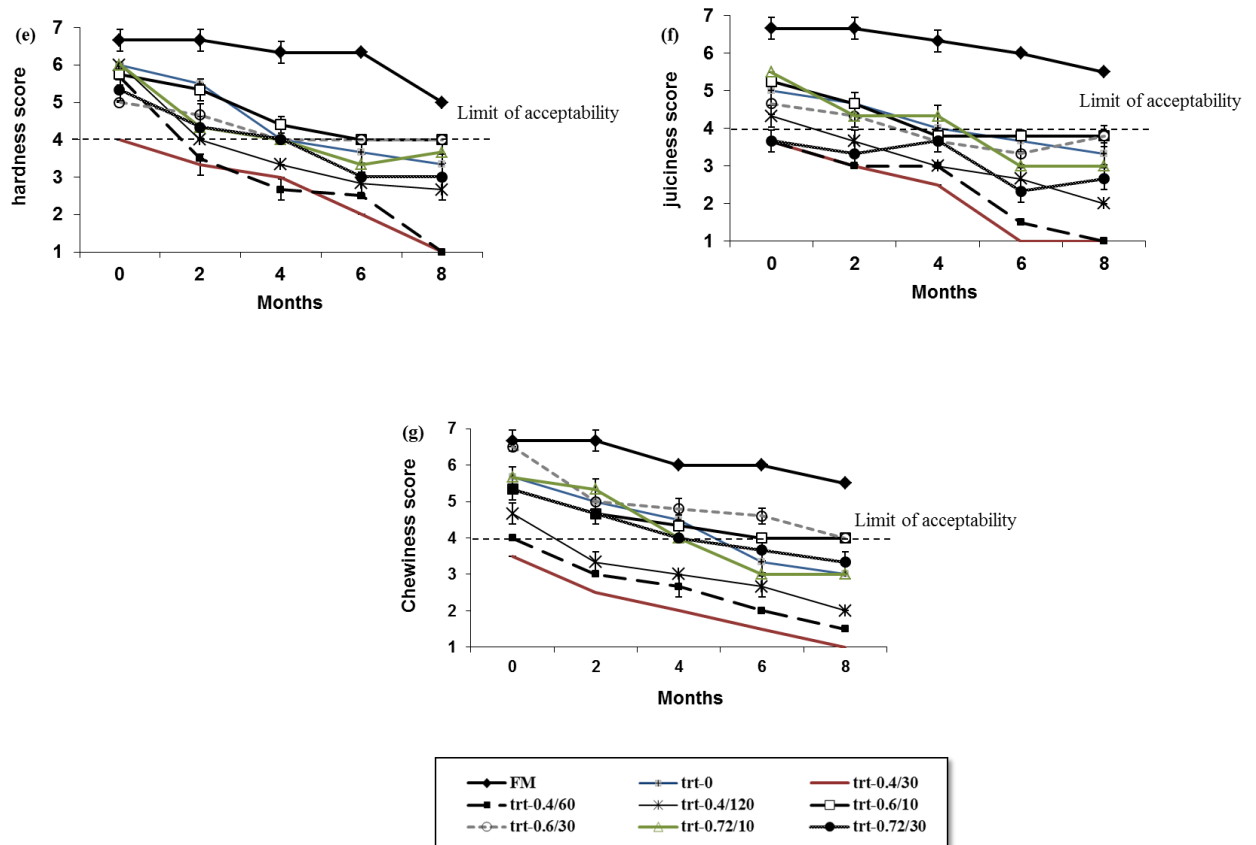 (e)
7
6
5
4
3
2
1
hardness score
Limit of acceptability
0 2 4 6 8
Months
(f)
7
6
5
4
3
2
1
juiciness score
Limit of acceptability
0 2 4 6 8
Months
(g)
7
6
5
4
3
2
1
Chewiness score
Limit of acceptability
0 2 4 6 8
Months
FM trt-0 trt-0.4/30
trt-0.4/60 trt-0.4/120 trt-0.6/10
trt-0.6/30 trt-0.72/10 trt-0.72/30